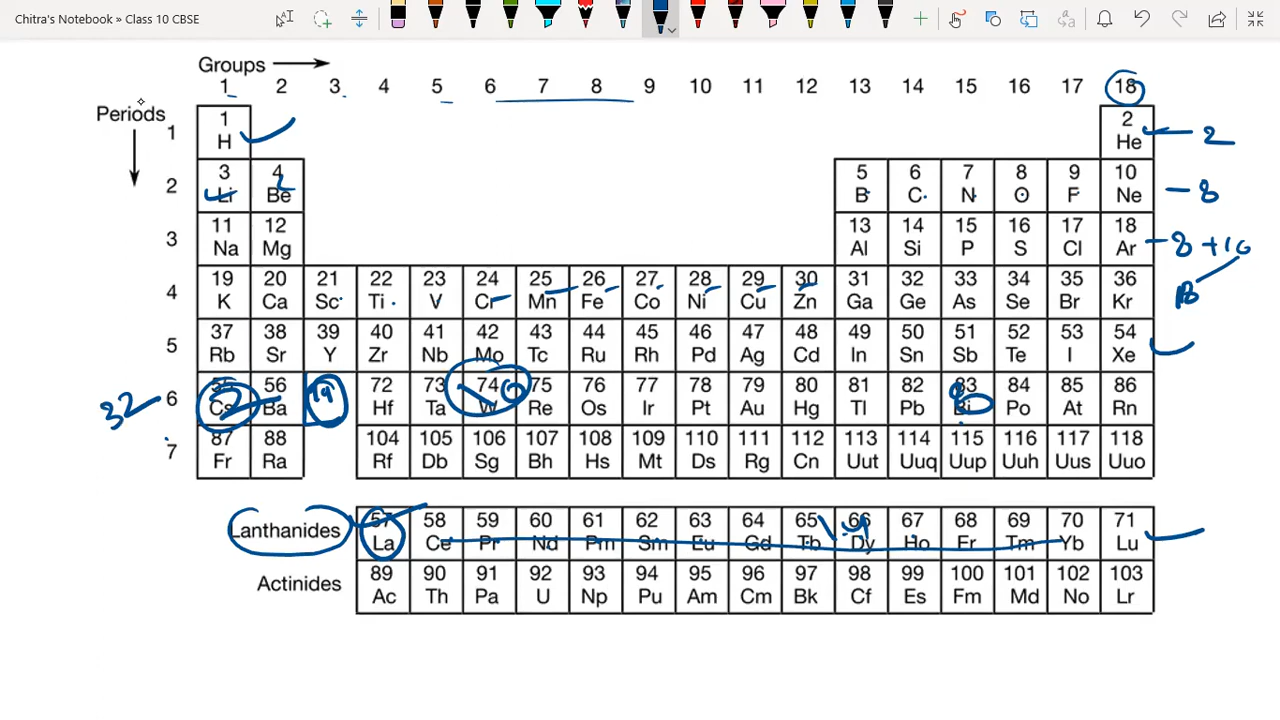 Chitra's Notebook » Class 10 CBSE
Groups
1 2 3 4 5 6 7 8 9 10 11 12 13 14 15 16 17 18
Periods
1 1 2
H He 2
2 3 4 5 6 7 8 9 10
Li Be 2 B C N O F Ne 8
3 11 12 13 14 15 16 17 18
Na Mg Al Si P S Cl Ar 8 +10
4 19 20 21 22 23 24 25 26 27 28 29 30 31 32 33 34 35 36
K Ca Sc Ti V Cr Mn Fe Co Ni Cu Zn Ga Ge As Se Br Kr 18
5 37 38 39 40 41 42 43 44 45 46 47 48 49 50 51 52 53 54
Rb Sr Y Zr Nb Mo Tc Ru Rh Pd Ag Cd In Sn Sb Te I Xe
32 6 55 56 14 72 73 74 75 76 77 78 79 80 81 82 83 84 85 86
Cs 2 Ba Hf Ta W 10 Re Os Ir Pt Au Hg Tl Pb Bi Po At Rn
7 87 88 104 105 106 107 108 109 110 111 112 113 114 115 116 117 118
Fr Ra Rf Db Sg Bh Hs Mt Ds Rg Cn Uut Uuq Uup Uuh Uus Uuo
57 58 59 60 61 62 63 64 65 14 66 67 68 69 70 71
Lanthanides La Ce Pr Nd Pm Sm Eu Gd Tb Dy Ho Er Tm Yb Lu
89 90 91 92 93 94 95 96 97 98 99 100 101 102 103
Actinides Ac Th Pa U Np Pu Am Cm Bk Cf Es Fm Md No Lr